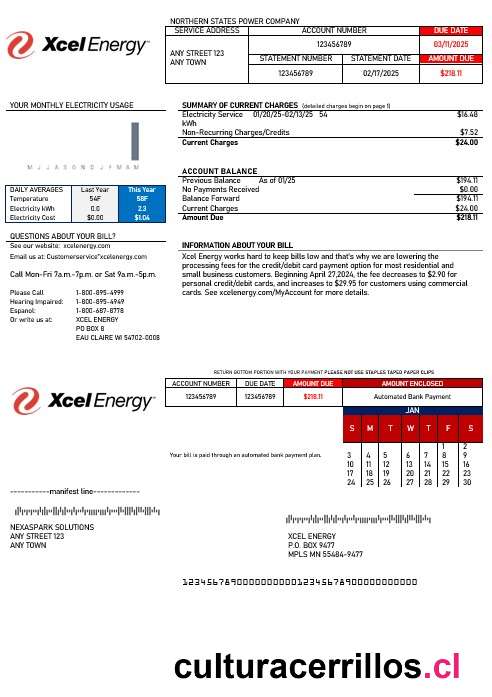 NORTHERN STATES POWER COMPANY
Xcel Energy
SERVICE ADDRESS ACCOUNT NUMBER DUE DATE
ANY STREET 123
ANY TOWN
123456789 03/11/2025
STATEMENT NUMBER STATEMENT DATE AMOUNT DUE
123456789 02/17/2025 $218.11
YOUR MONTHLY ELECTRICITY USAGE
M J J A S O N D J F M A M
DAILY AVERAGES Last Year This Year
Temperature 54F 58F
Electricity kWh 0.0 2.3
Electricity Cost $0.00 $1.04
QUESTIONS ABOUT YOUR BILL?
See our website: xcelenergy.com
Email us at: Customerservice"xcelenergy.com
Call Mon-Fri 7a.m.-7p.m. or Sat 9a.m.-5p.m.
Please Call 1-800-895-4999
Hearing Impaired: 1-800-895-4949
Espanol: 1-800-687-8778
Or write us at: XCEL ENERGY
PO BOX 8
EAU CLAIRE WI 54702-0008
SUMMARY OF CURRENT CHARGES (detailed charges begin on page 1)
Electricity Service 01/20/25-02/13/25 54 $16.48
kWh
Non-Recurring Charges/Credits $7.52
Current Charges $24.00
ACCOUNT BALANCE
Previous Balance As of 01/25 $194.11
No Payments Received $0.00
Balance Forward $194.11
Current Charges $24.00
Amount Due $218.11
INFORMATION ABOUT YOUR BILL
Xcel Energy works hard to keep bills low and that's why we are lowering the
processing fees for the credit/debit card payment option for most residential and
small business customers. Beginning April 27,2024, the fee decreases to $2.90 for
personal credit/debit cards, and increases to $29.95 for customers using commercial
cards. See xcelenergy.com/MyAccount for more details.
RETURN BOTTOM PORTION WITH YOUR PAYMENT PLEASE NOT USE STAPLES TAPED PAPER CLIPS
Xcel Energy
ACCOUNT NUMBER DUE DATE AMOUNT DUE AMOUNT ENCLOSED
123456789 123456789 $218.11 Automated Bank Payment
JAN
S M T W T F S
1 2
3 4 5 6 7 8 9
10 11 12 13 14 15 16
17 18 19 20 21 22 23
24 25 26 27 28 29 30
Your bill is paid through an automated bank payment plan.
-----------manifest line-------------
NEXASPARK SOLUTIONS
ANY STREET 123
ANY TOWN
XCEL ENERGY
P.O. BOX 9477
MPLS MN 55484-9477
culturacerrillos.cl